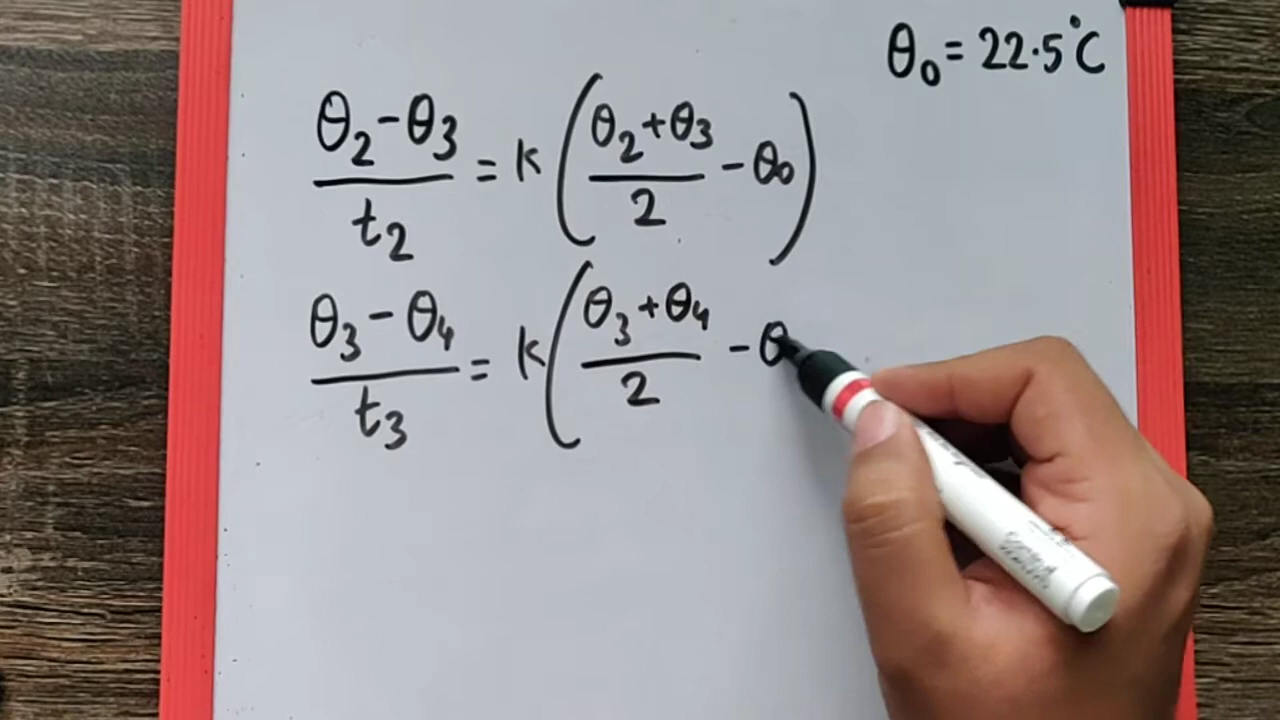 θ₀ = 22.5°C
(θ₂ - θ₃)/t₂ = k((θ₂ + θ₃)/2 - θ₀)
(θ₃ - θ₄)/t₃ = k((θ₃ + θ₄)/2 - θ